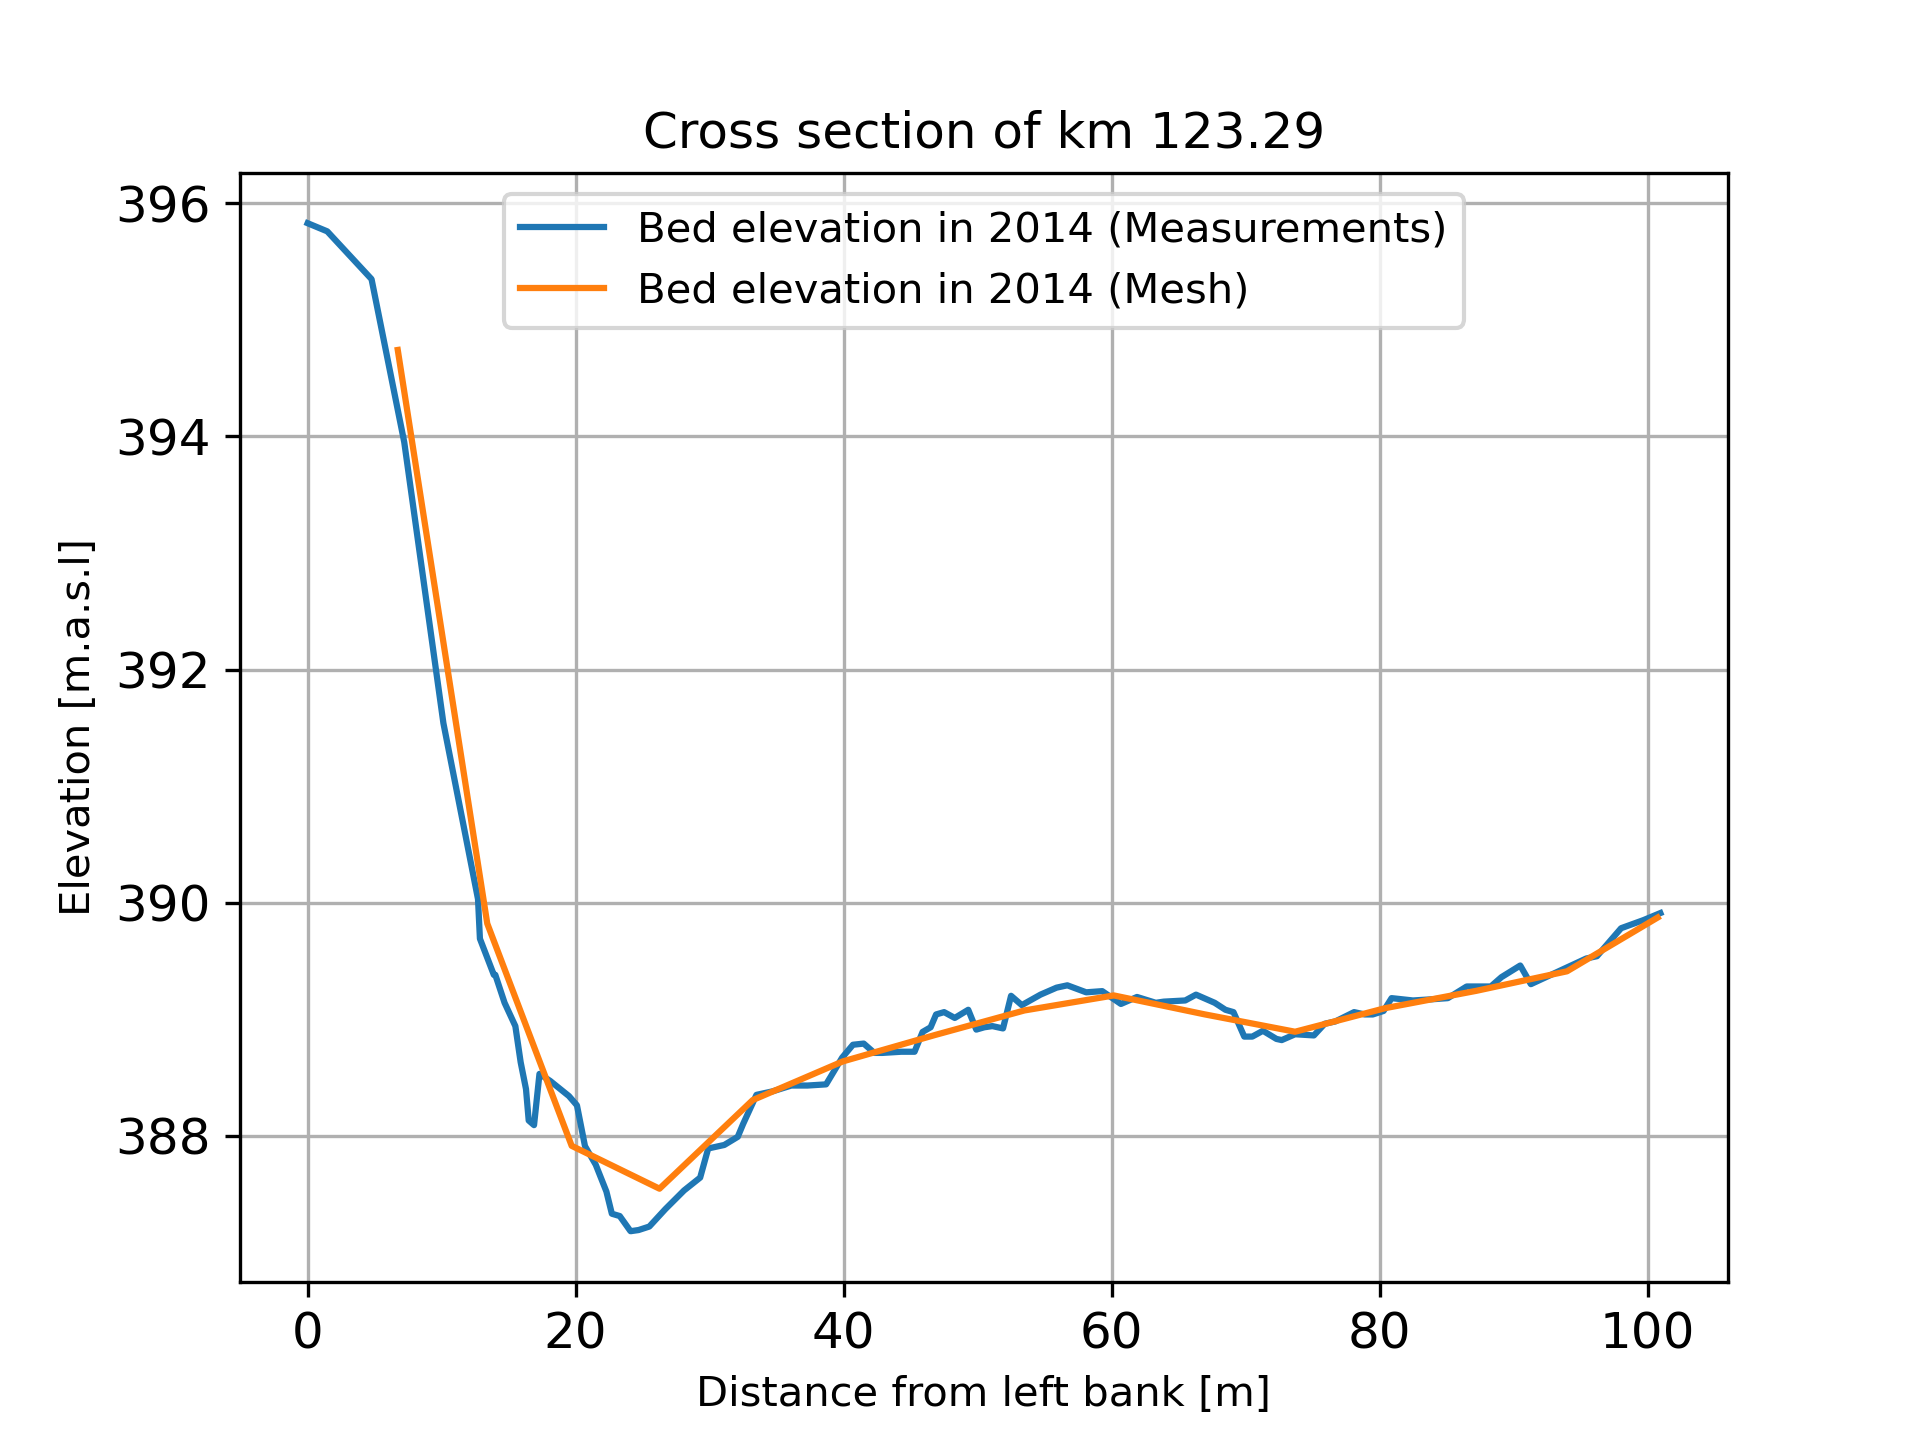 Cross section of km 123.29
Bed elevation in 2014 (Measurements)
Bed elevation in 2014 (Mesh)
396
394
392
390
388
Elevation [m.a.s.l]
0 20 40 60 80 100
Distance from left bank [m]